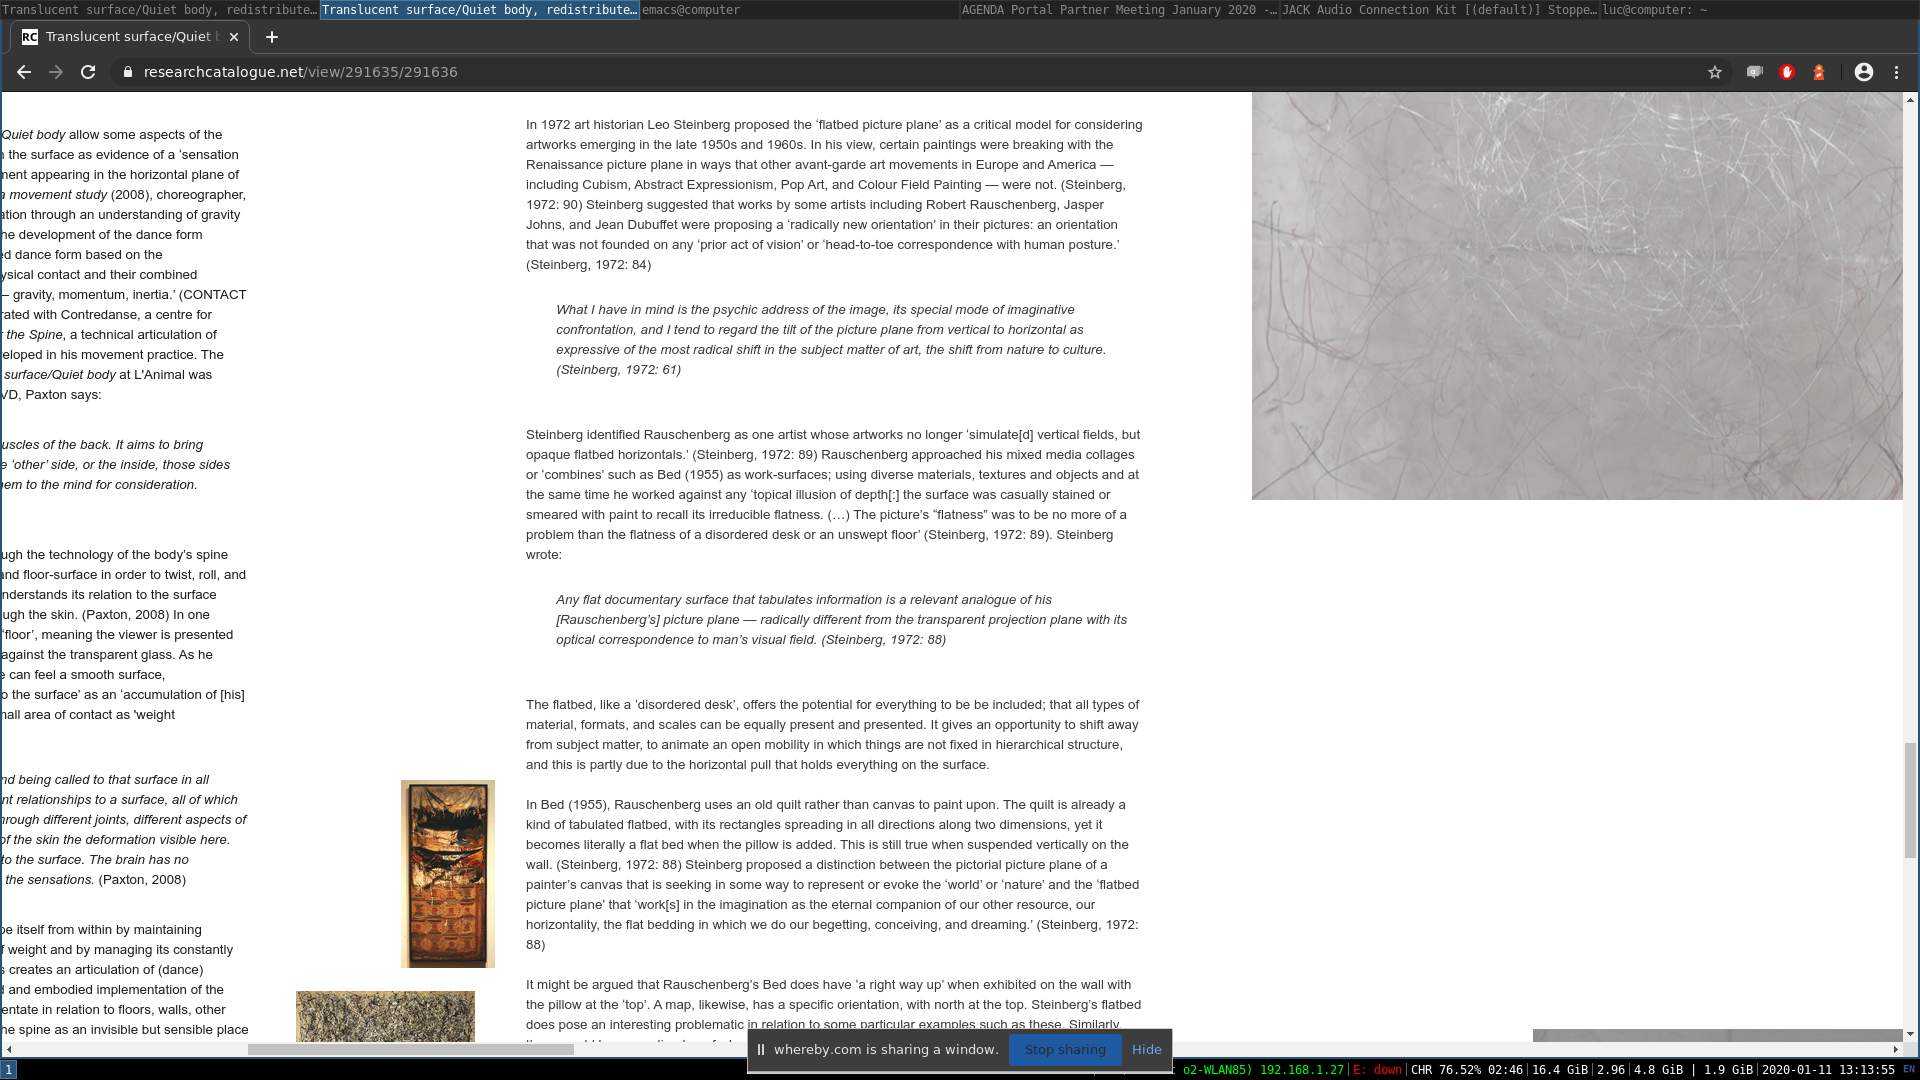 Translucent surface/Quiet body, redistribute…
Translucent surface/Quiet body, redistribute…
emacs@computer
AGENDA Portal Partner Meeting January 2020 -…
JACK Audio Connection Kit [(default)] Stoppe…
luc@computer: ~
RC Translucent surface/Quiet b
researchcatalogue.net/view/291635/291636
Quiet body allow some aspects of the
the surface as evidence of a ‘sensation
ment appearing in the horizontal plane of
a movement study (2008), choreographer,
ation through an understanding of gravity
he development of the dance form
ed dance form based on the
ysical contact and their combined
– gravity, momentum, inertia.’ (CONTACT
rated with Contredanse, a centre for
the Spine, a technical articulation of
veloped in his movement practice. The
surface/Quiet body at L'Animal was
VD, Paxton says:
uscles of the back. It aims to bring
e ‘other’ side, or the inside, those sides
hem to the mind for consideration.
ugh the technology of the body's spine
and floor-surface in order to twist, roll, and
nderstands its relation to the surface
ugh the skin. (Paxton, 2008) In one
‘floor’, meaning the viewer is presented
against the transparent glass. As he
e can feel a smooth surface,
o the surface’ as an ‘accumulation of [his]
mall area of contact as 'weight
nd being called to that surface in all
nt relationships to a surface, all of which
hrough different joints, different aspects of
of the skin the deformation visible here.
to the surface. The brain has no
the sensations. (Paxton, 2008)
be itself from within by maintaining
f weight and by managing its constantly
s creates an articulation of (dance)
d and embodied implementation of the
entate in relation to floors, walls, other
he spine as an invisible but sensible place
In 1972 art historian Leo Steinberg proposed the ‘flatbed picture plane’ as a critical model for considering
artworks emerging in the late 1950s and 1960s. In his view, certain paintings were breaking with the
Renaissance picture plane in ways that other avant-garde art movements in Europe and America —
including Cubism, Abstract Expressionism, Pop Art, and Colour Field Painting — were not. (Steinberg,
1972: 90) Steinberg suggested that works by some artists including Robert Rauschenberg, Jasper
Johns, and Jean Dubuffet were proposing a ‘radically new orientation’ in their pictures: an orientation
that was not founded on any ‘prior act of vision’ or ‘head-to-toe correspondence with human posture.’
(Steinberg, 1972: 84)
What I have in mind is the psychic address of the image, its special mode of imaginative
confrontation, and I tend to regard the tilt of the picture plane from vertical to horizontal as
expressive of the most radical shift in the subject matter of art, the shift from nature to culture.
(Steinberg, 1972: 61)
Steinberg identified Rauschenberg as one artist whose artworks no longer ‘simulate[d] vertical fields, but
opaque flatbed horizontals.’ (Steinberg, 1972: 89) Rauschenberg approached his mixed media collages
or ‘combines’ such as Bed (1955) as work-surfaces; using diverse materials, textures and objects and at
the same time he worked against any ‘topical illusion of depth[:] the surface was casually stained or
smeared with paint to recall its irreducible flatness. (…) The picture's “flatness” was to be no more of a
problem than the flatness of a disordered desk or an unswept floor’ (Steinberg, 1972: 89). Steinberg
wrote:
Any flat documentary surface that tabulates information is a relevant analogue of his
[Rauschenberg's] picture plane — radically different from the transparent projection plane with its
optical correspondence to man's visual field. (Steinberg, 1972: 88)
The flatbed, like a ‘disordered desk’, offers the potential for everything to be be included; that all types of
material, formats, and scales can be equally present and presented. It gives an opportunity to shift away
from subject matter, to animate an open mobility in which things are not fixed in hierarchical structure,
and this is partly due to the horizontal pull that holds everything on the surface.
In Bed (1955), Rauschenberg uses an old quilt rather than canvas to paint upon. The quilt is already a
kind of tabulated flatbed, with its rectangles spreading in all directions along two dimensions, yet it
becomes literally a flat bed when the pillow is added. This is still true when suspended vertically on the
wall. (Steinberg, 1972: 88) Steinberg proposed a distinction between the pictorial picture plane of a
painter's canvas that is seeking in some way to represent or evoke the ‘world’ or ‘nature’ and the ‘flatbed
picture plane’ that ‘work[s] in the imagination as the eternal companion of our other resource, our
horizontality, the flat bedding in which we do our begetting, conceiving, and dreaming.’ (Steinberg, 1972:
88)
It might be argued that Rauschenberg's Bed does have ‘a right way up’ when exhibited on the wall with
the pillow at the ‘top’. A map, likewise, has a specific orientation, with north at the top. Steinberg's flatbed
does pose an interesting problematic in relation to some particular examples such as these. Similarly,
whereby.com is sharing a window. Stop sharing Hide
1
o2-WLAN85) 192.168.1.27|E: down|CHR 76.52% 02:46|16.4 GiB|2.96|4.8 GiB | 1.9 GiB|2020-01-11 13:13:55 EN